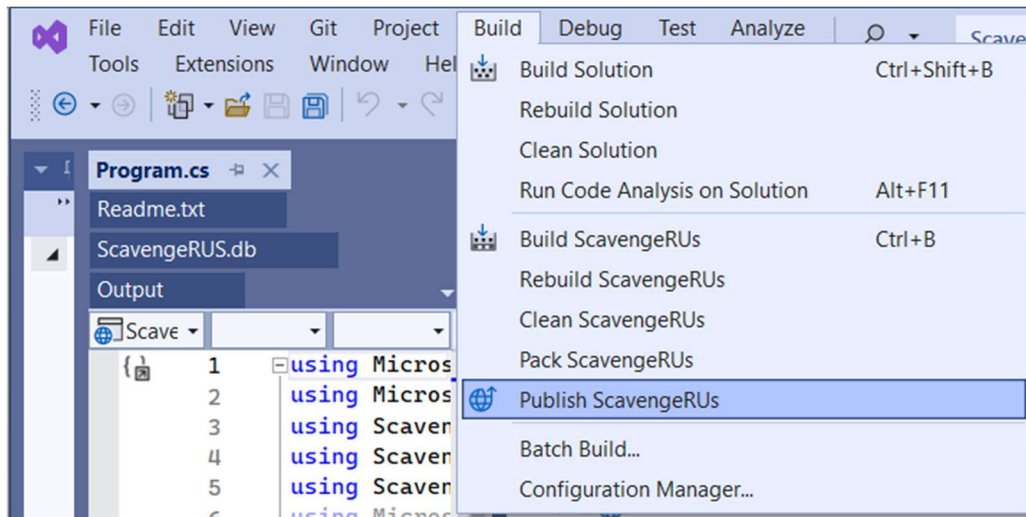 File Edit View Git Project Build Debug Test Analyze
Tools Extensions Window Hel
Build Solution Ctrl+Shift+B
Rebuild Solution
Clean Solution
Run Code Analysis on Solution Alt+F11
Build ScavengeRUs Ctrl+B
Rebuild ScavengeRUs
Clean ScavengeRUs
Pack ScavengeRUs
Publish ScavengeRUs
Batch Build...
Configuration Manager...
Program.cs
Readme.txt
ScavengeRUS.db
Output
Scave
1 using Micros
2 using Micros
3 using Scaven
4 using Scaven
5 using Scaven